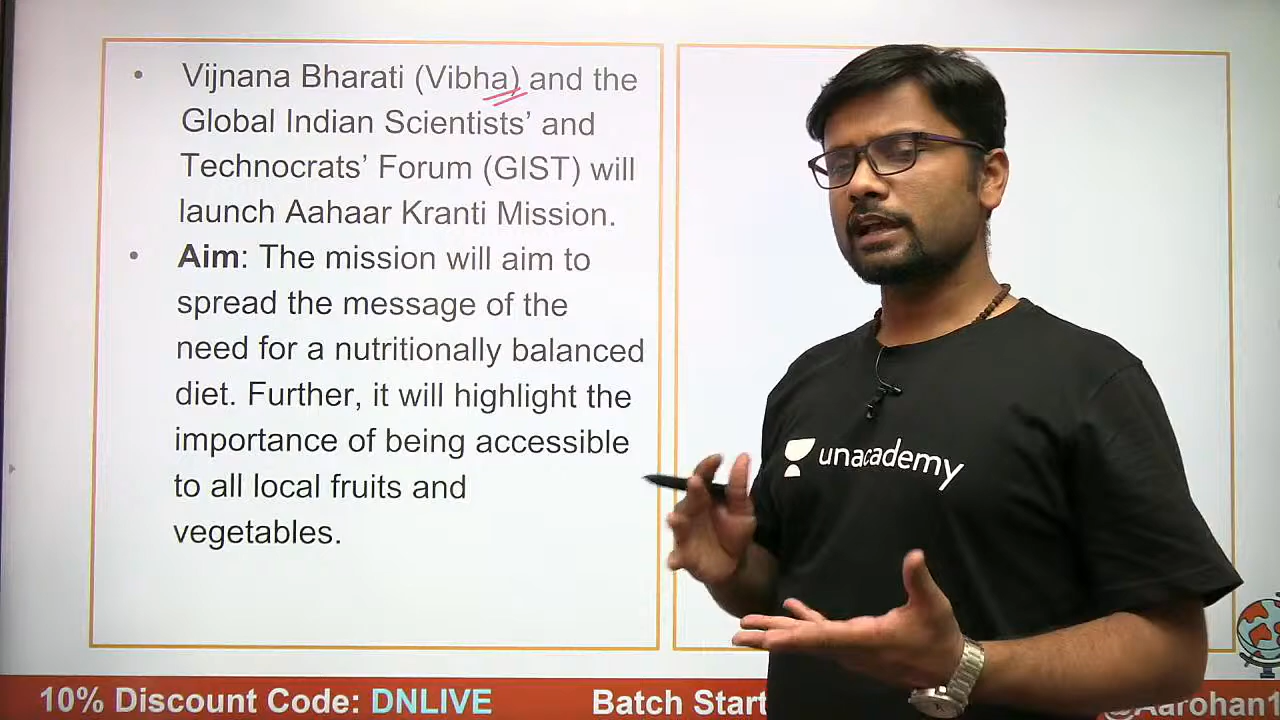 • Vijnana Bharati (Vibha) and the
Global Indian Scientists’ and
Technocrats’ Forum (GIST) will
launch Aahaar Kranti Mission.
• Aim: The mission will aim to
spread the message of the
need for a nutritionally balanced
diet. Further, it will highlight the
importance of being accessible
to all local fruits and
vegetables.
unacademy
10% Discount Code: DNLIVE
Batch Start
@Aarohan1